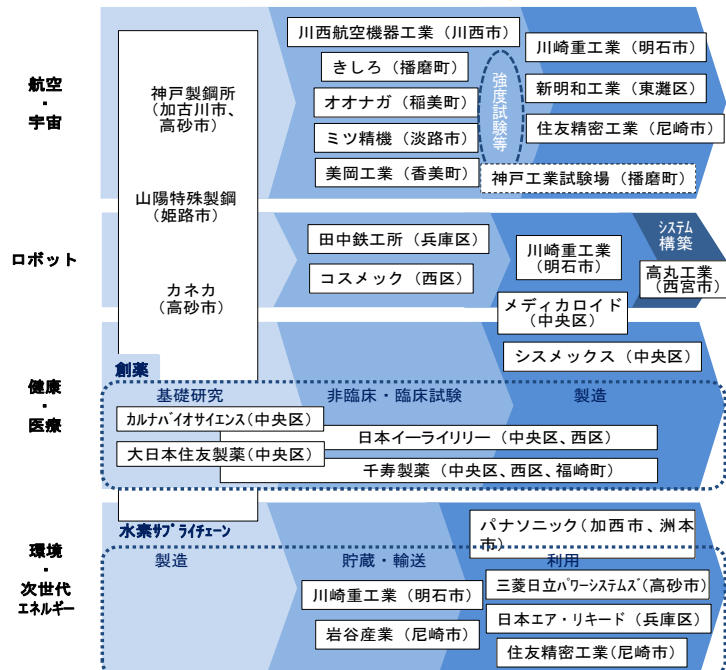 航空
・
宇宙
神戸製鋼所
(加古川市、
高砂市)
山陽特殊製鋼
(姫路市)
カネカ
(高砂市)
川西航空機器工業（川西市）
きしろ（播磨町）
オオナガ（稲美町）
ミツ精機（淡路市）
美岡工業（香美町）
強度試験等
川崎重工業（明石市）
新明和工業（東灘区）
住友精密工業（尼崎市）
神戸工業試験場（播磨町）
ロボット
田中鉄工所（兵庫区）
コスメック（西区）
川崎重工業
(明石市)
システム
構築
高丸工業
(西宮市)
メディカロイド
(中央区)
健康
・
医療
シスメックス（中央区）
創薬
基礎研究
非臨床・臨床試験
製造
カルナバイオサイエンス(中央区)
大日本住友製薬(中央区)
日本イーライリリー（中央区、西区）
千寿製薬（中央区、西区、福崎町）
環境
・
次世代
エネルギー
水素サプライチェーン
製造
貯蔵・輸送
利用
パナソニック(加西市、洲本
市)
川崎重工業（明石市）
岩谷産業（尼崎市）
三菱日立パワーシステムズ(高砂市)
日本エア・リキード（兵庫区）
住友精密工業(尼崎市)